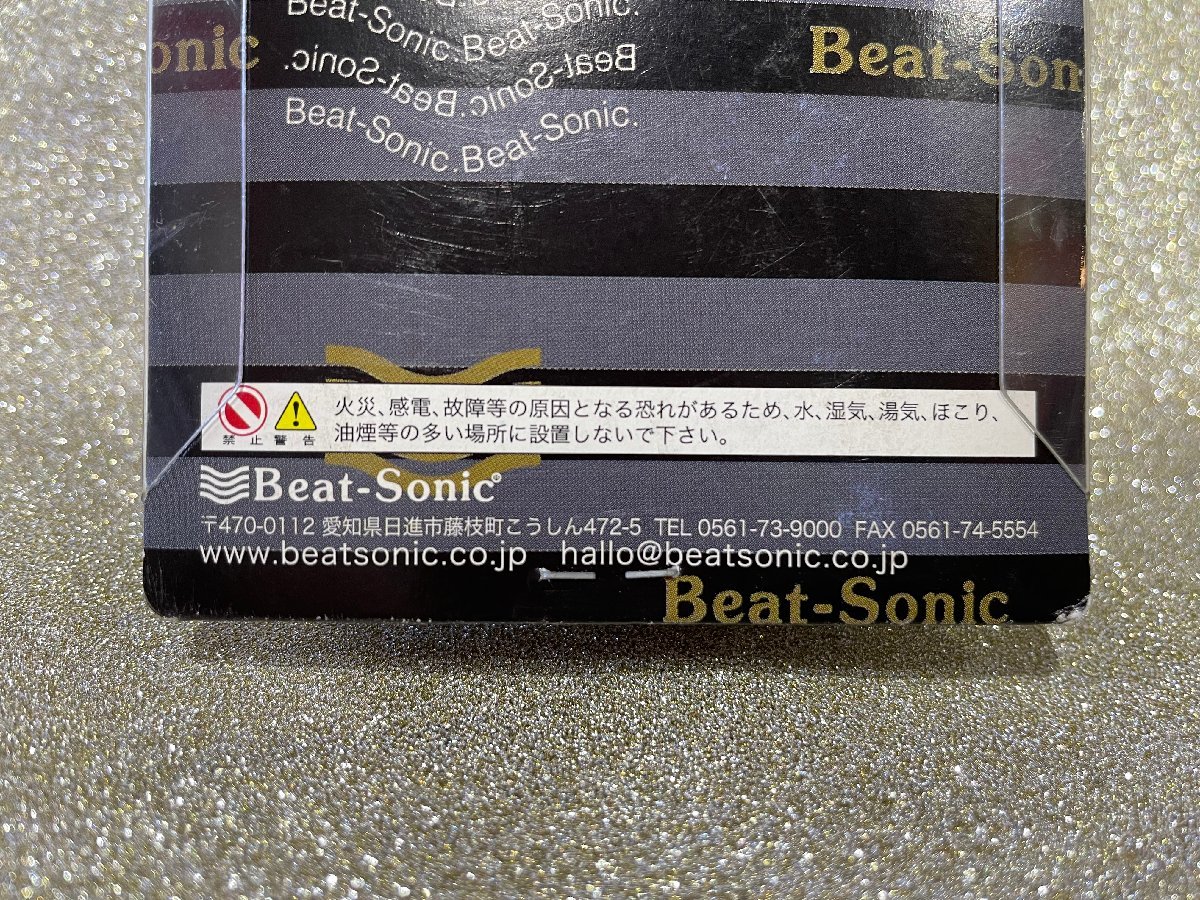 Beat-Sonic.Beat-Sonic.
onic
Beat-Son
Beat-Sonic.Beat-Sonic.
Beat-Sonic.Beat-Sonic.
火災、感電、故障等の原因となる恐れがあるため、水、湿気、湯気、ほこり、
油煙等の多い場所に設置しないで下さい。
禁止 警告
Beat-Sonic®
〒470-0112 愛知県日進市藤枝町こうしん472-5 TEL 0561-73-9000 FAX 0561-74-5554
www.beatsonic.co.jp hallo@beatsonic.co.jp
Beat-Sonic